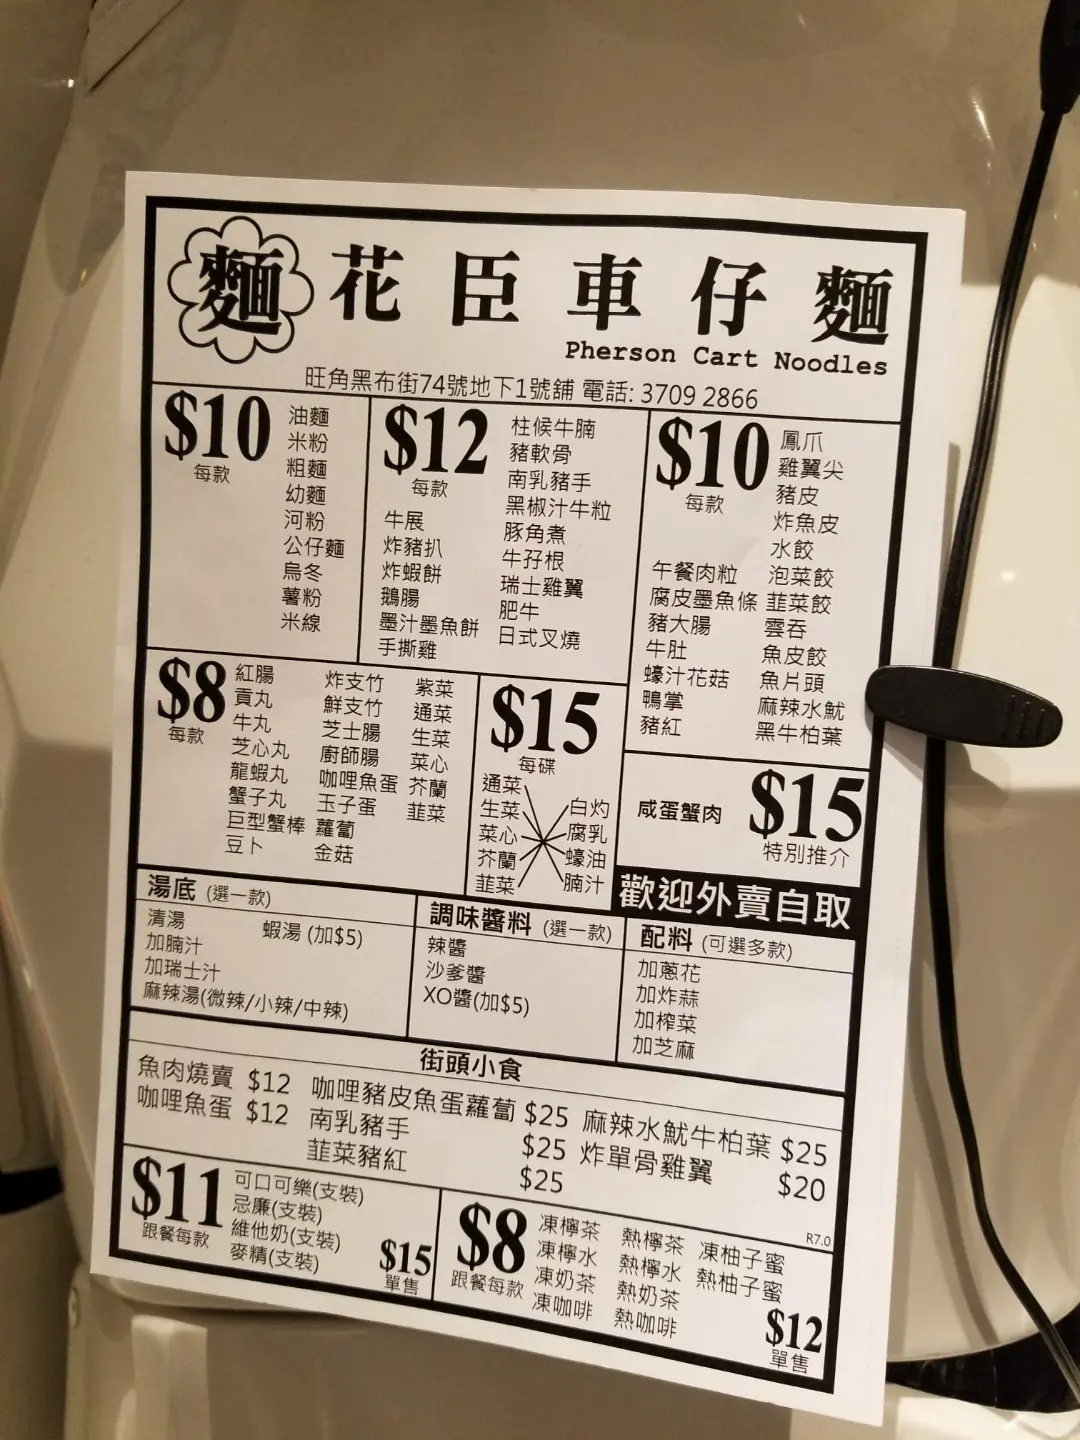 麵 花臣車仔麵
Pherson Cart Noodles
旺角黑布街74號地下1號舖 電話: 3709 2866
$10
每款
油麵
米粉
粗麵
幼麵
河粉
公仔麵
烏冬
薯粉
米線
$12
每款
牛展
炸豬扒
炸蝦餅
鵝腸
墨汁墨魚餅
手撕雞
柱候牛腩
豬軟骨
南乳豬手
黑椒汁牛粒
豚角煮
牛孖根
瑞士雞翼
肥牛
日式叉燒
$10
每款
午餐肉粒
腐皮墨魚條
豬大腸
牛肚
蠔汁花菇
鴨掌
豬紅
鳳爪
雞翼尖
豬皮
炸魚皮
水餃
泡菜餃
韮菜餃
雲吞
魚皮餃
魚片頭
麻辣水魷
黑牛柏葉
$8
每款
紅腸
貢丸
牛丸
芝心丸
龍蝦丸
蟹子丸
巨型蟹棒
豆卜
炸支竹
鮮支竹
芝士腸
廚師腸
咖哩魚蛋
玉子蛋
蘿蔔
金菇
紫菜
通菜
生菜
菜心
芥蘭
韮菜
$15
每碟
通菜
生菜
菜心
芥蘭
韮菜
白灼
腐乳
蠔油
腩汁
咸蛋蟹肉
$15
特別推介
歡迎外賣自取
湯底 (選一款)
清湯
加腩汁
加瑞士汁
麻辣湯(微辣/小辣/中辣)
蝦湯 (加$5)
調味醬料 (選一款)
辣醬
沙爹醬
XO醬(加$5)
配料 (可選多款)
加蔥花
加炸蒜
加榨菜
加芝麻
街頭小食
魚肉燒賣 $12
咖哩魚蛋 $12
咖哩豬皮魚蛋蘿蔔 $25
南乳豬手 $25
韮菜豬紅 $25
麻辣水魷牛柏葉 $25
炸單骨雞翼 $20
R7.0
$11
跟餐每款
可口可樂(支裝)
忌廉(支裝)
維他奶(支裝)
麥精(支裝)
$15
單售
$8
跟餐每款
凍檸茶
凍檸水
凍奶茶
凍咖啡
熱檸茶
熱檸水
熱奶茶
熱咖啡
凍柚子蜜
熱柚子蜜
$12
單售